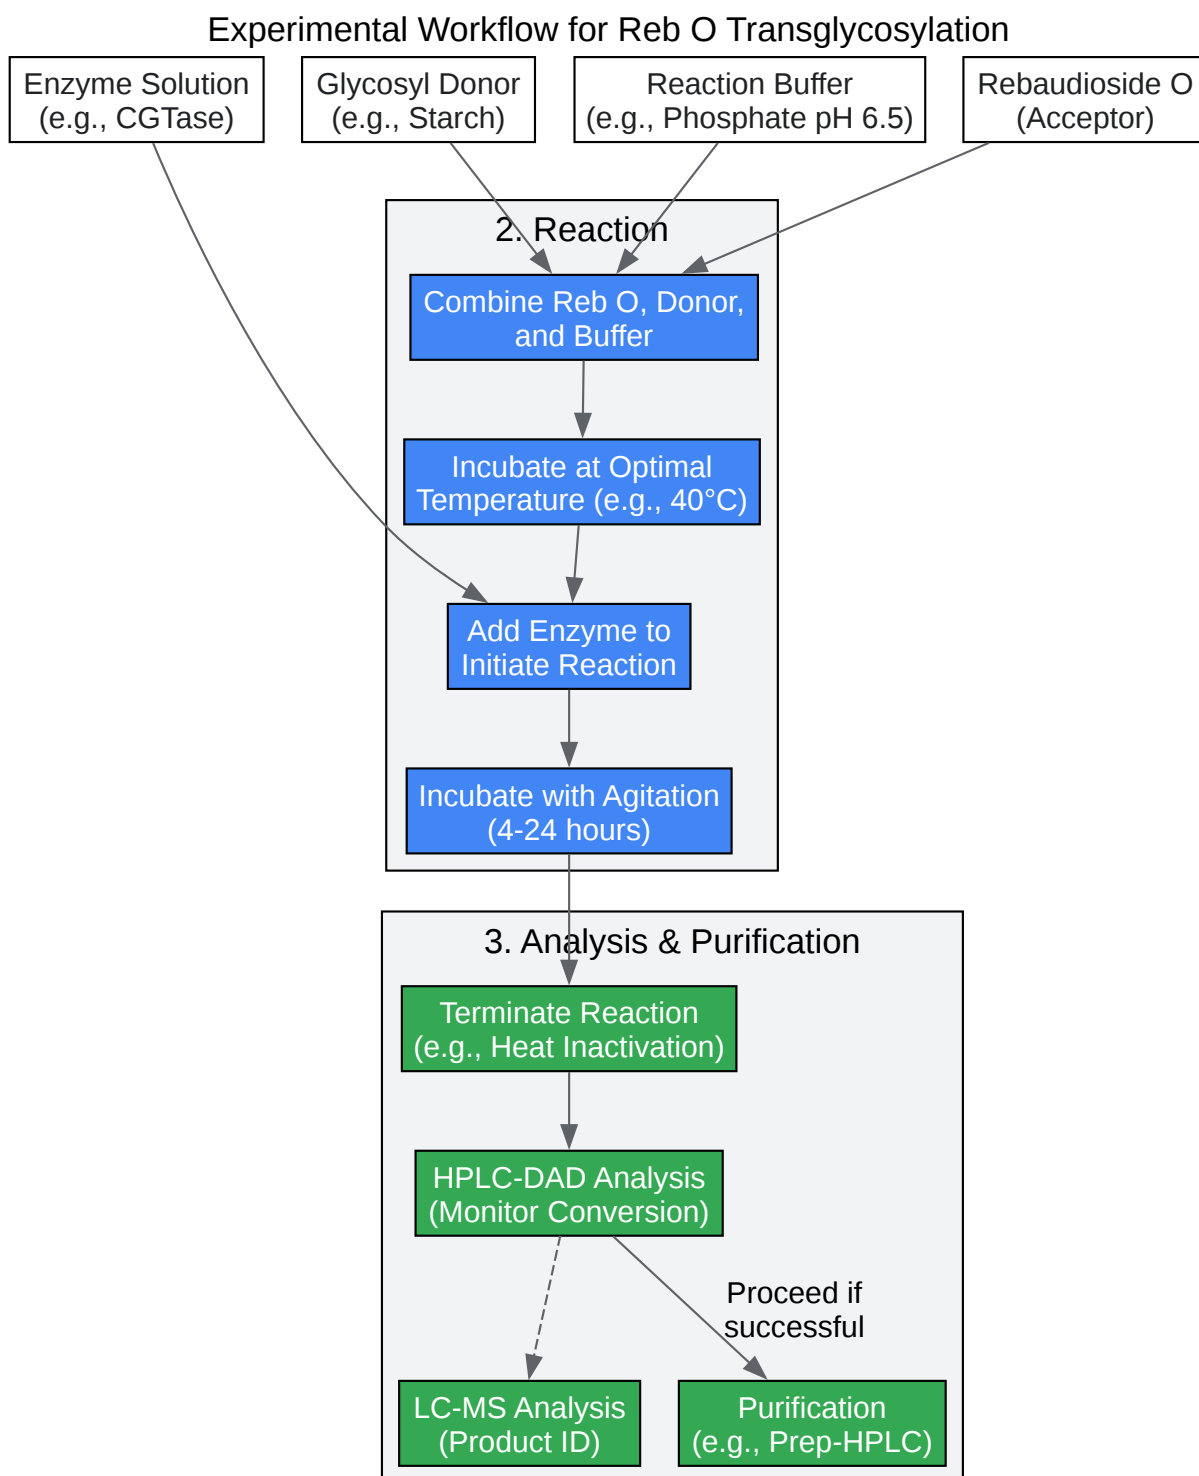 Experimental Workflow for Reb O Transglycosylation
Enzyme Solution
(e.g., CGTase)
Glycosyl Donor
(e.g., Starch)
Reaction Buffer
(e.g., Phosphate pH 6.5)
Rebaudioside O
(Acceptor)
2. Reaction
Combine Reb O, Donor,
and Buffer
Incubate at Optimal
Temperature (e.g., 40°C)
Add Enzyme to
Initiate Reaction
Incubate with Agitation
(4-24 hours)
3. Analysis & Purification
Terminate Reaction
(e.g., Heat Inactivation)
HPLC-DAD Analysis
(Monitor Conversion)
Proceed if
successful
LC-MS Analysis
(Product ID)
Purification
(e.g., Prep-HPLC)